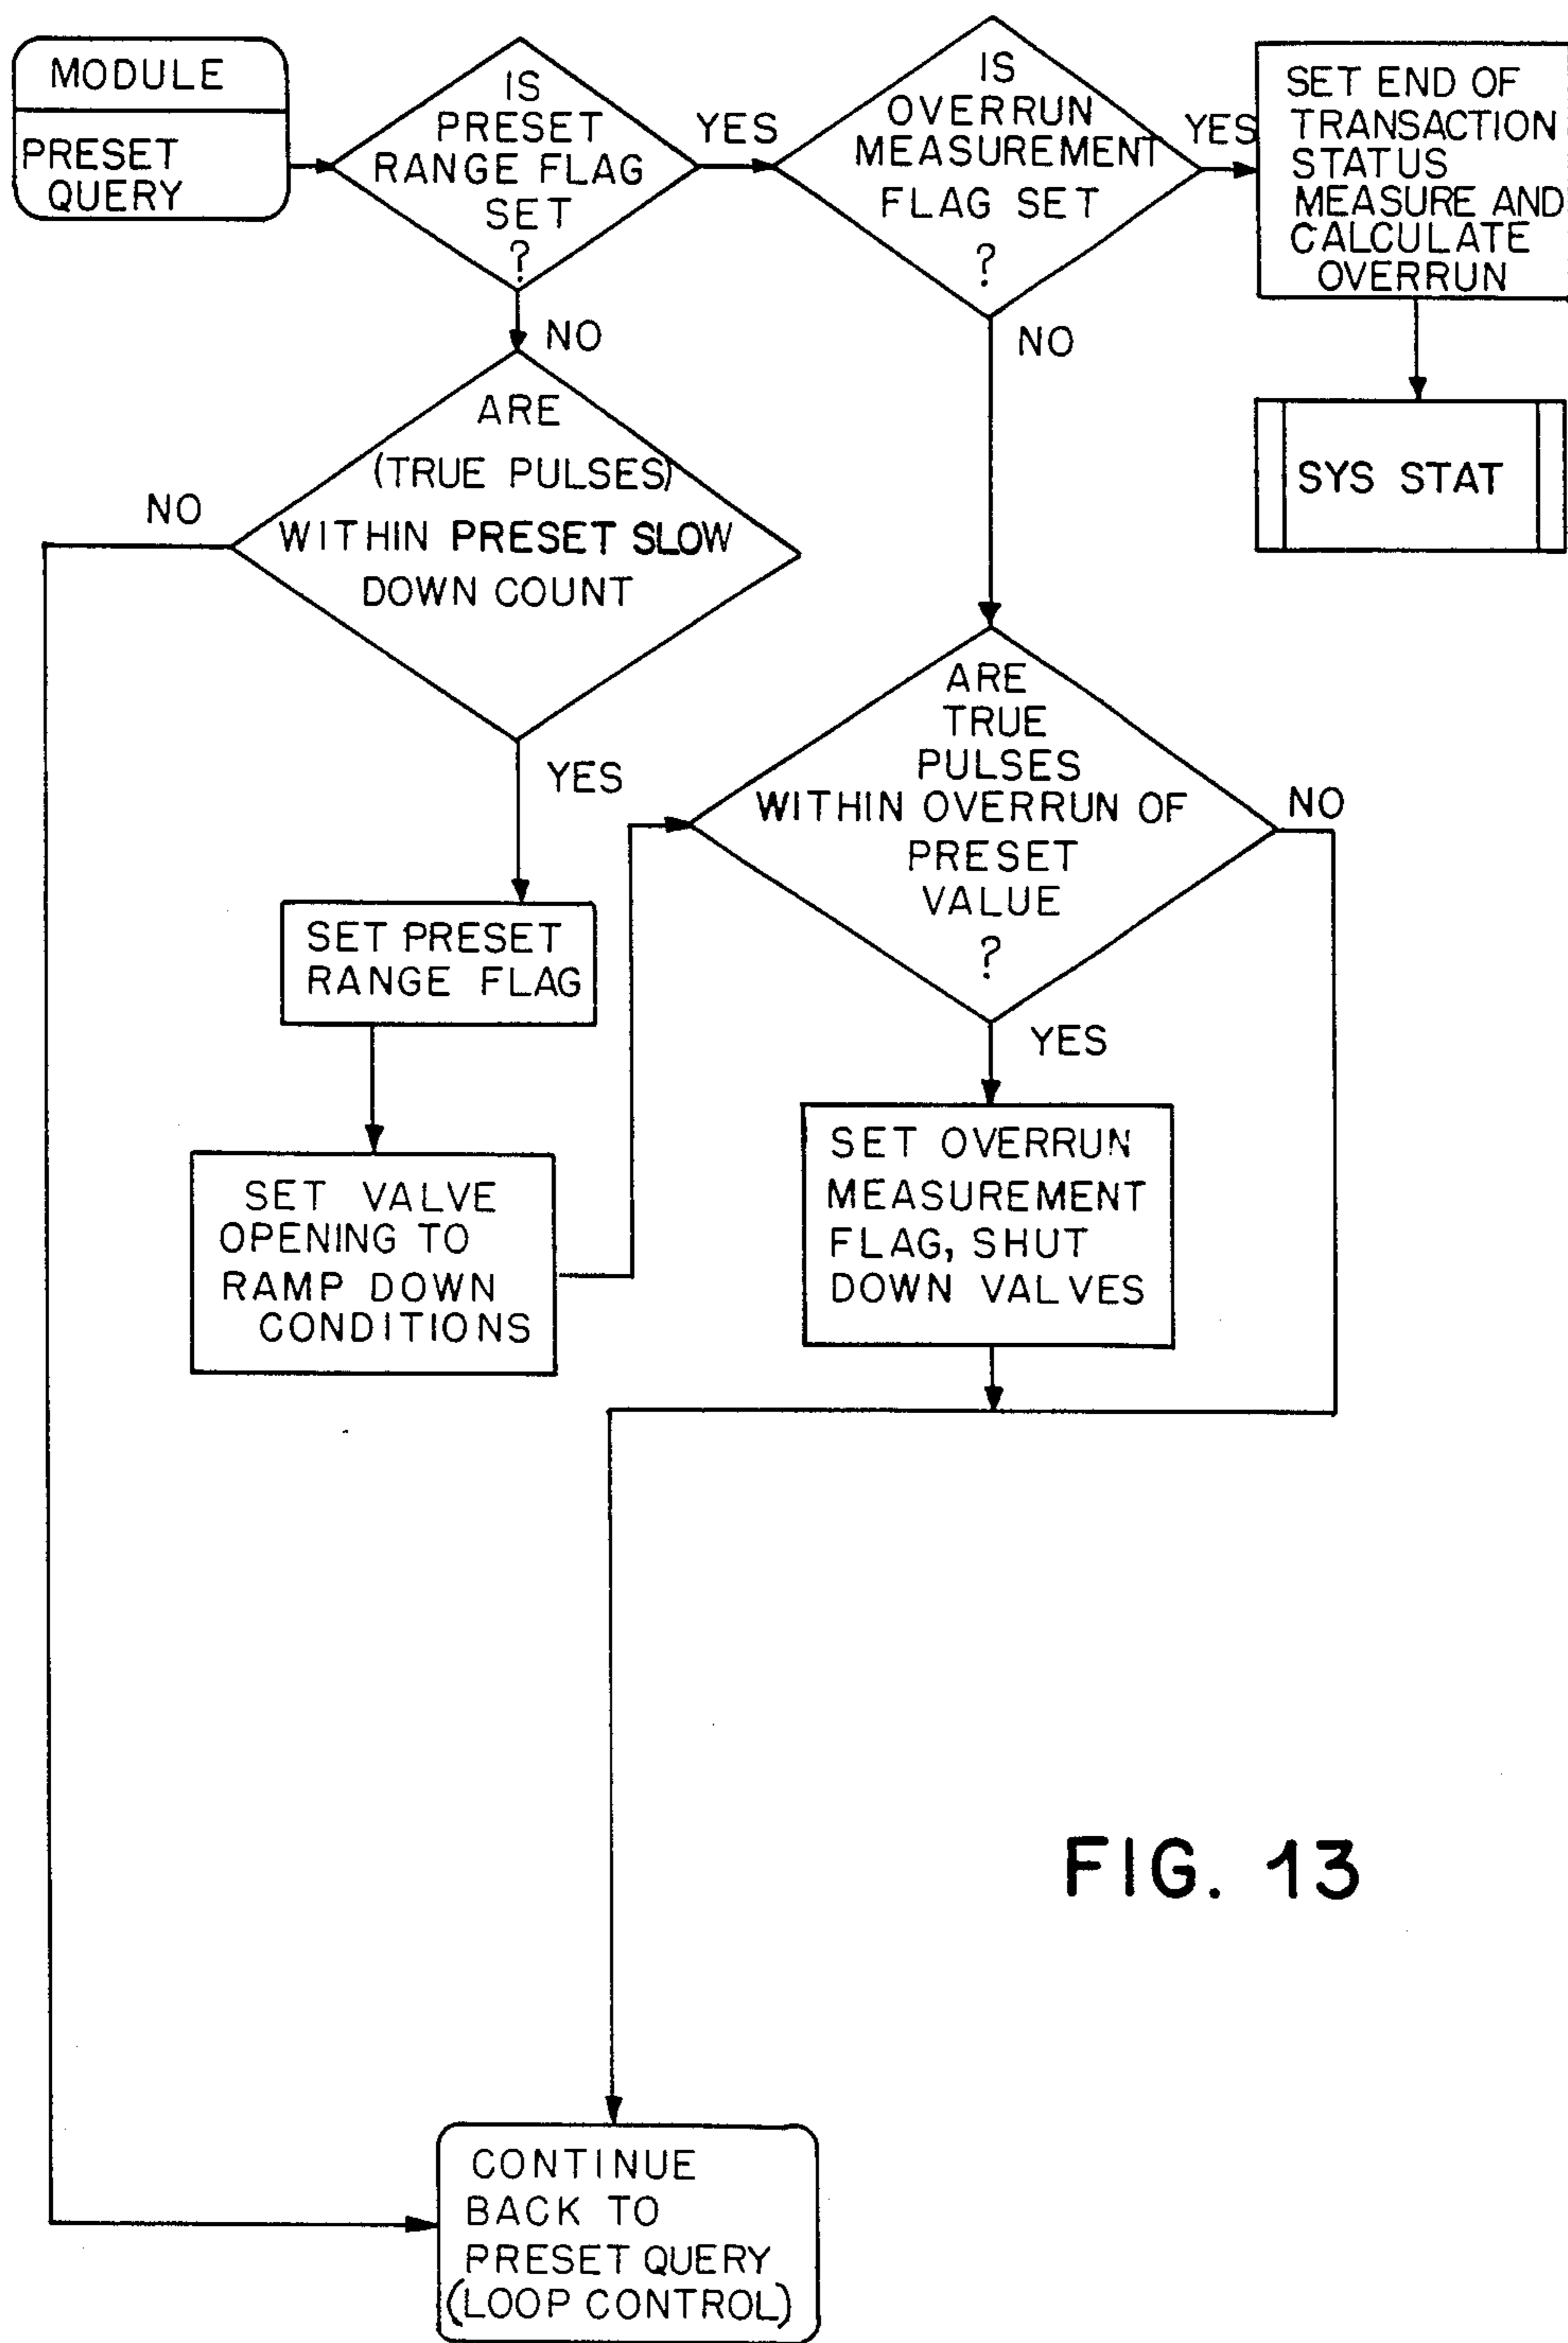 MODULE
PRESET
QUERY
IS
PRESET
RANGE FLAG
SET
?
YES
IS
OVERRUN
MEASUREMENT
FLAG SET
?
YES
SET END OF
TRANSACTION
STATUS
MEASURE AND
CALCULATE
OVERRUN
NO
NO
SYS STAT
ARE
(TRUE PULSES)
WITHIN PRESET SLOW
DOWN COUNT
NO
YES
ARE
TRUE
PULSES
WITHIN OVERRUN OF
PRESET
VALUE
?
NO
SET PRESET
RANGE FLAG
YES
SET VALVE
OPENING TO
RAMP DOWN
CONDITIONS
SET OVERRUN
MEASUREMENT
FLAG, SHUT
DOWN VALVES
FIG. 13
CONTINUE
BACK TO
PRESET QUERY
(LOOP CONTROL)